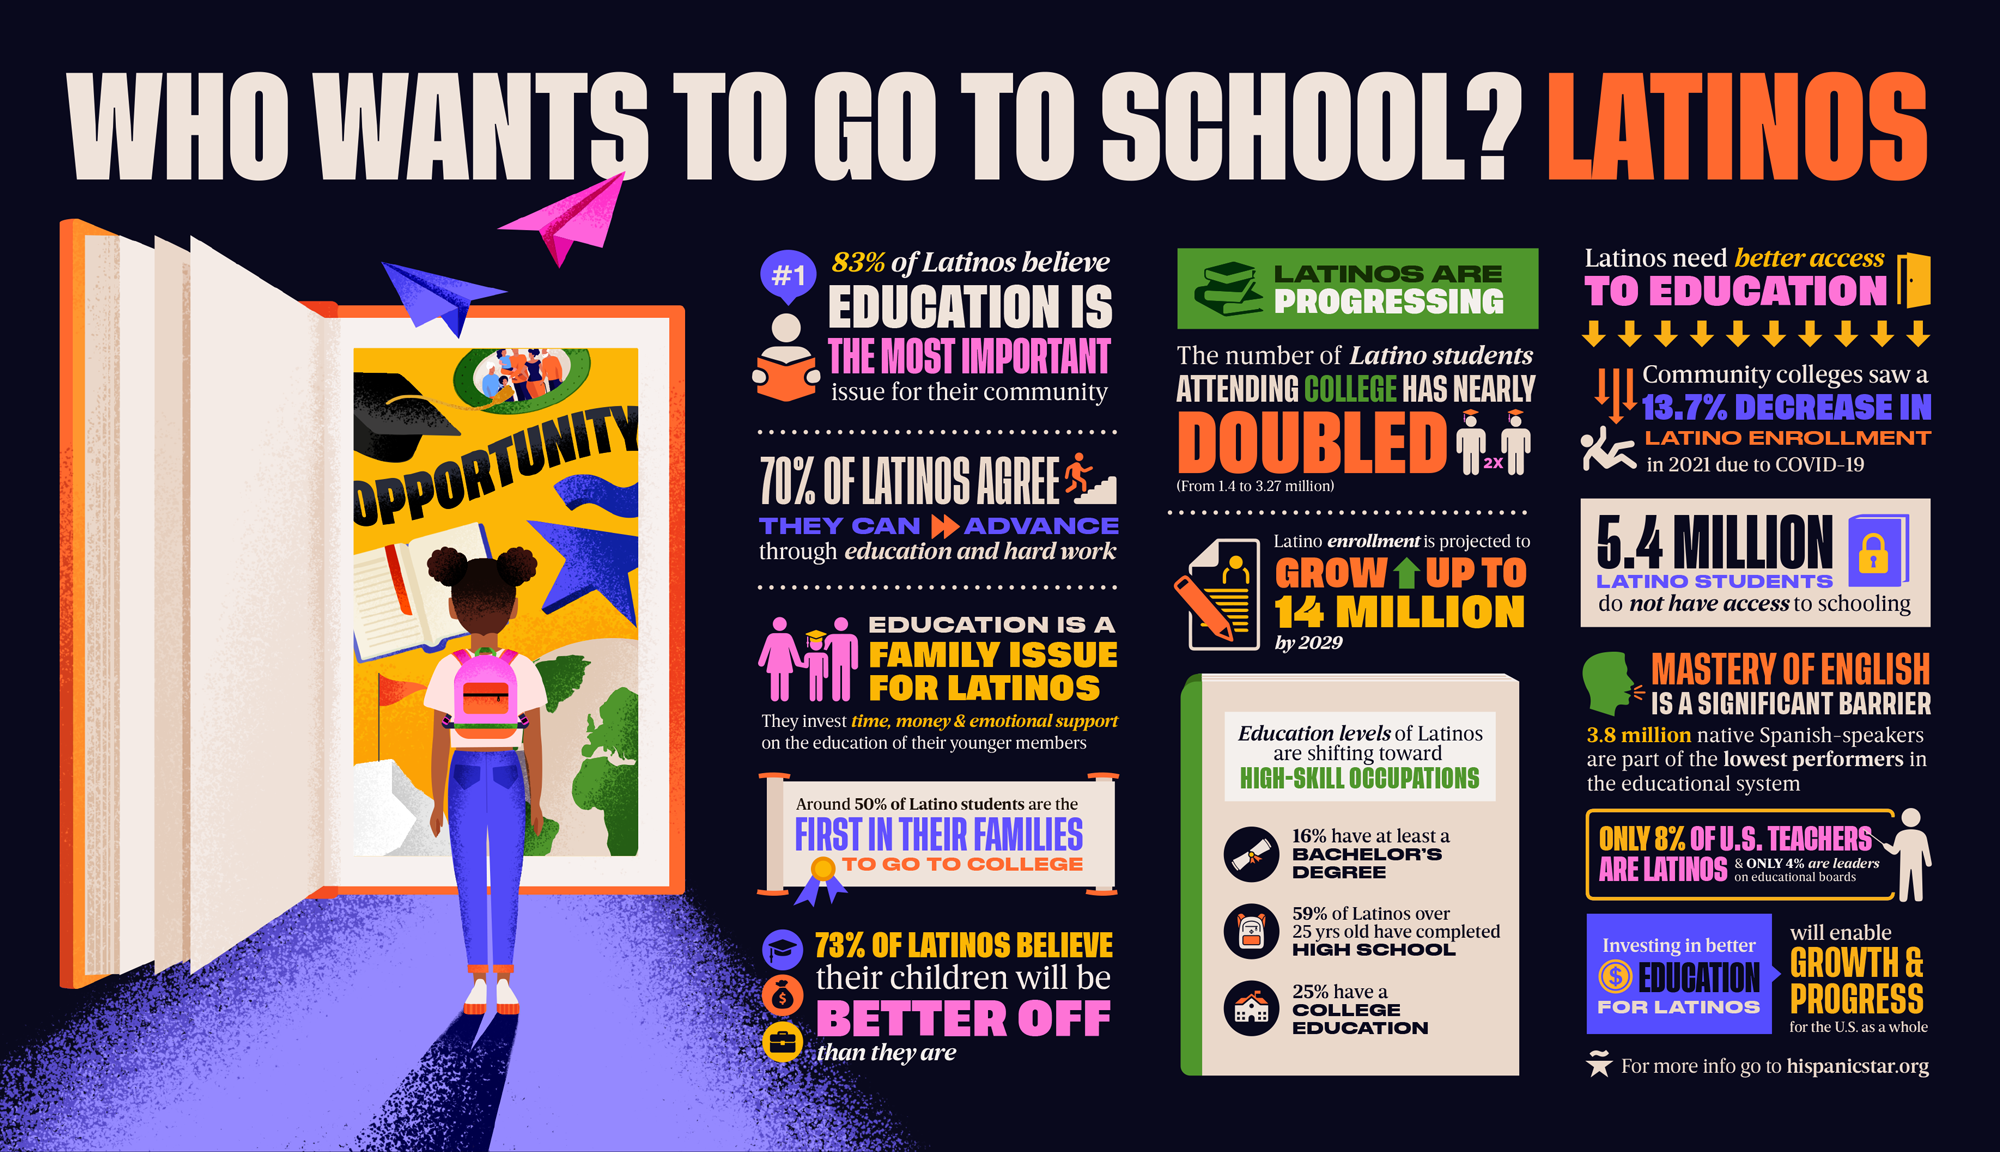 WHO WANTS TO GO TO SCHOOL? LATINOS
OPPORTUNITY
#1
83% of Latinos believe
EDUCATION IS
THE MOST IMPORTANT
issue for their community
70% OF LATINOS AGREE
THEY CAN ADVANCE
through education and hard work
EDUCATION IS A
FAMILY ISSUE
FOR LATINOS
They invest time, money & emotional support
on the education of their younger members
Around 50% of Latino students are the
FIRST IN THEIR FAMILIES
TO GO TO COLLEGE
73% OF LATINOS BELIEVE
their children will be
$
BETTER OFF
than they are
LATINOS ARE
PROGRESSING
The number of Latino students
ATTENDING COLLEGE HAS NEARLY
DOUBLED
2X
(From 1.4 to 3.27 million)
Latino enrollment is projected to
GROW UP TO
14 MILLION
by 2029
Education levels of Latinos
are shifting toward
HIGH-SKILL OCCUPATIONS
16% have at least a
BACHELOR'S
DEGREE
59% of Latinos over
25 yrs old have completed
HIGH SCHOOL
25% have a
COLLEGE
EDUCATION
Latinos need better access
TO EDUCATION
Community colleges saw a
13.7% DECREASE IN
LATINO ENROLLMENT
in 2021 due to COVID-19
5.4 MILLION
LATINO STUDENTS
do not have access to schooling
MASTERY OF ENGLISH
IS A SIGNIFICANT BARRIER
3.8 million native Spanish-speakers
are part of the lowest performers in
the educational system
ONLY 8% OF U.S. TEACHERS
ARE LATINOS & ONLY 4% are leaders
on educational boards
Investing in better
$ EDUCATION
FOR LATINOS
will enable
GROWTH &
PROGRESS
for the U.S. as a whole
For more info go to hispanicstar.org